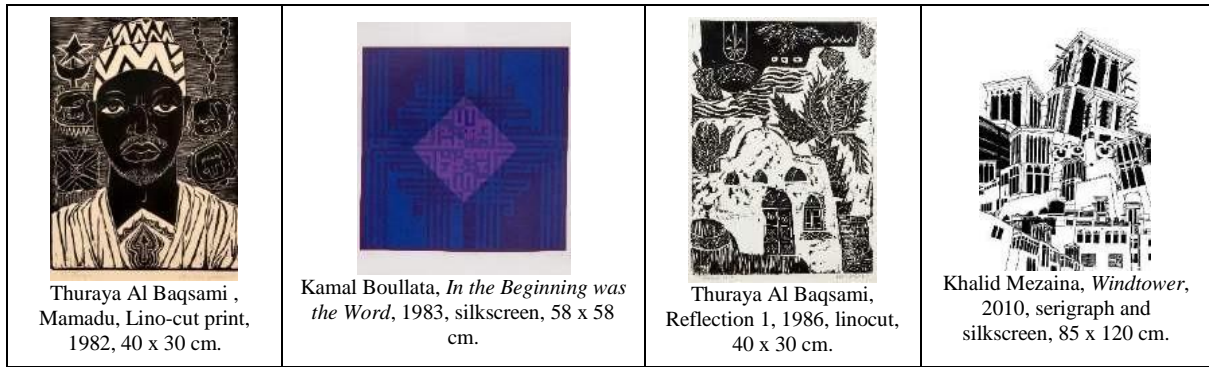 Thuraya Al Baqsami ,
Mamadu, Lino-cut print,
1982, 40 x 30 cm.
Kamal Boullata, In the Beginning was
the Word, 1983, silkscreen, 58 x 58
cm.
Thuraya Al Baqsami,
Reflection 1, 1986, linocut,
40 x 30 cm.
Khalid Mezaina, Windtower,
2010, serigraph and
silkscreen, 85 x 120 cm.